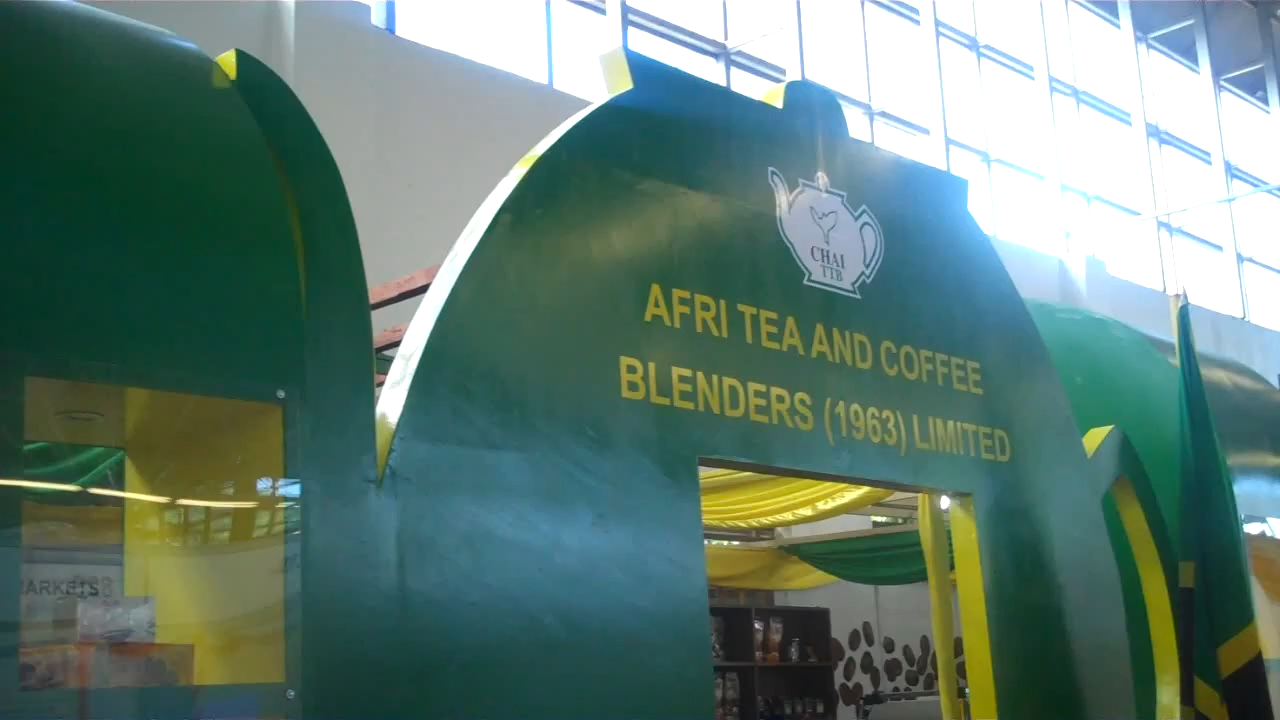 CHAI
TTB
AFRI TEA AND COFFEE
BLENDERS (1963) LIMITED
ARKETS